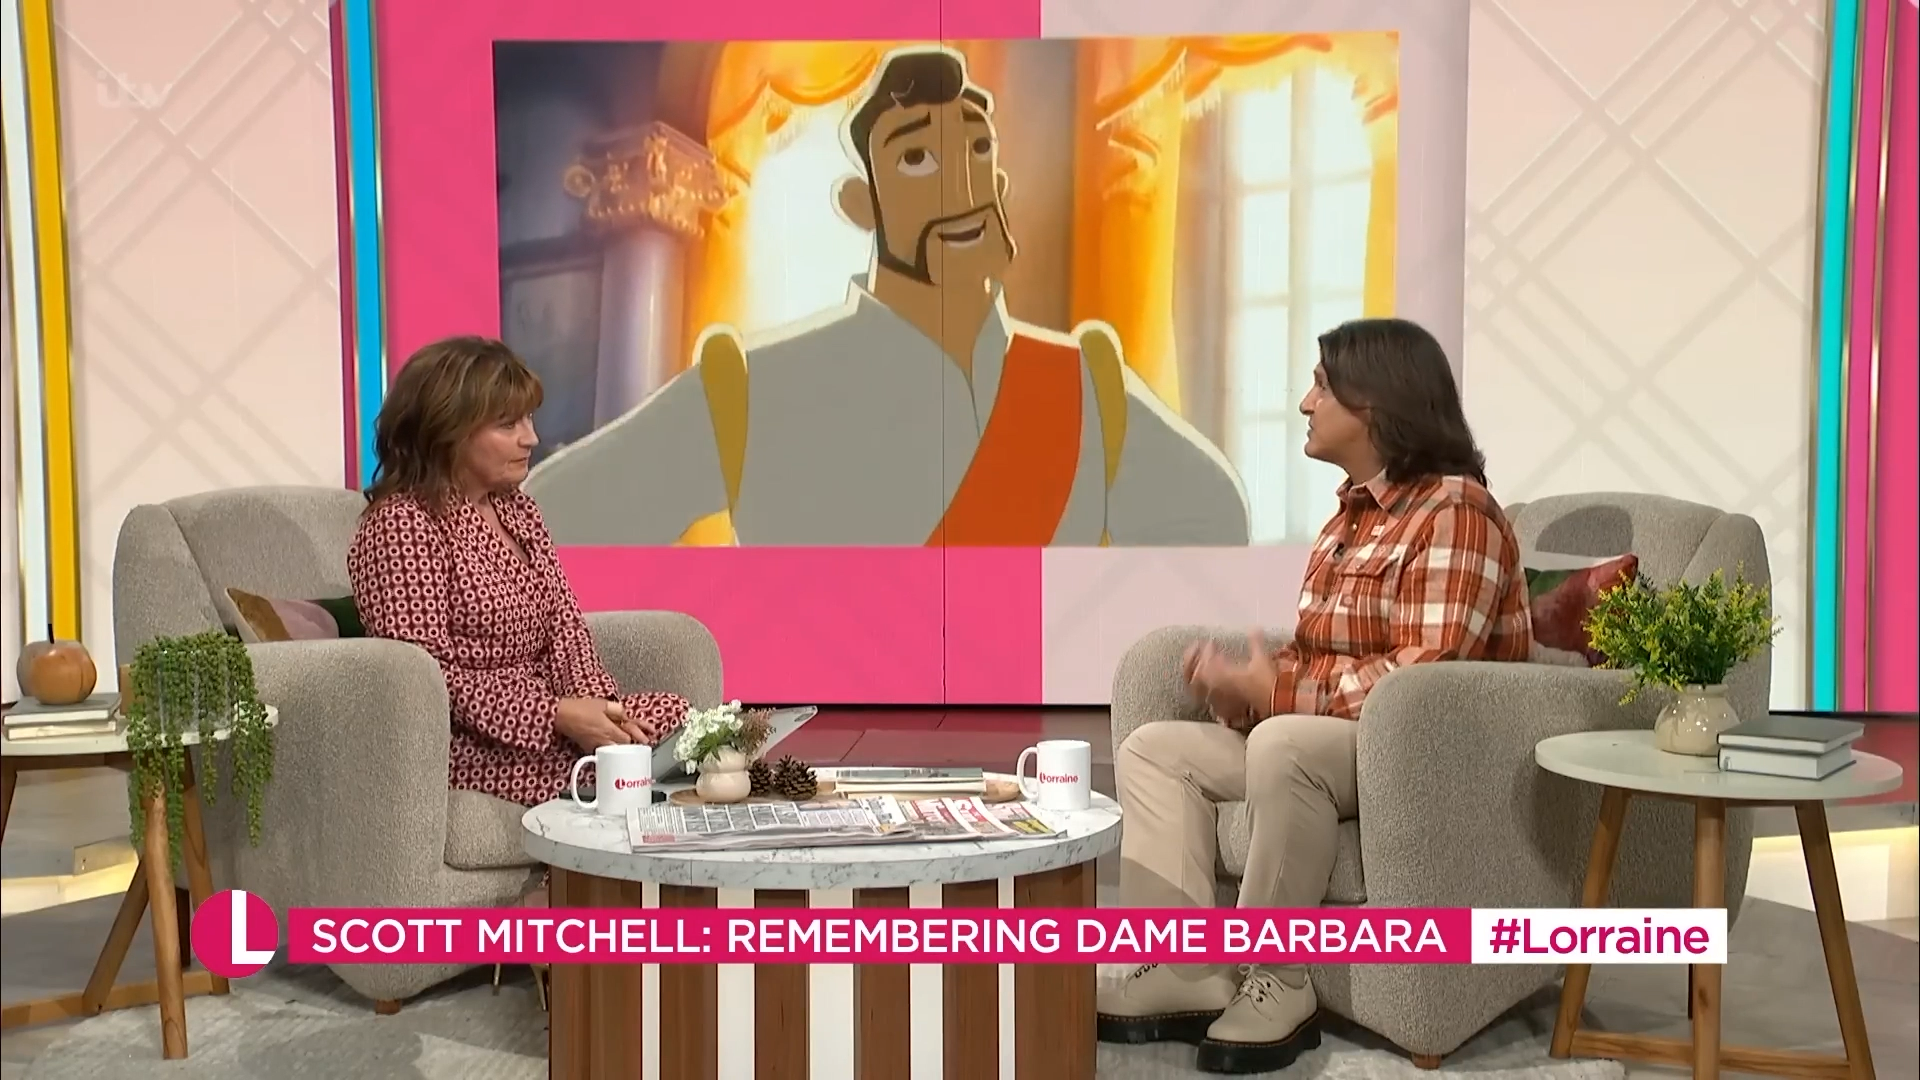 itv
Lorraine
Lorraine
L SCOTT MITCHELL: REMEMBERING DAME BARBARA #Lorraine